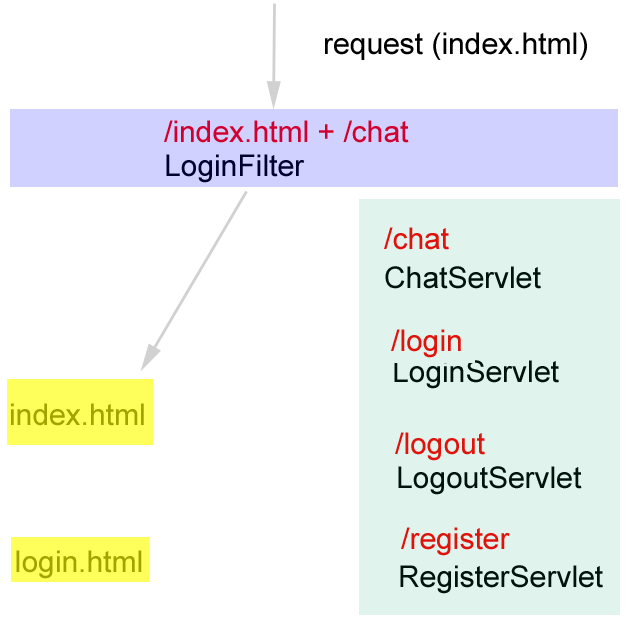 request (index.html)
/index.html + /chat
LoginFilter
/chat
ChatServlet
/login
LoginServlet
index.html
/logout
LogoutServlet
/register
login.html
RegisterServlet